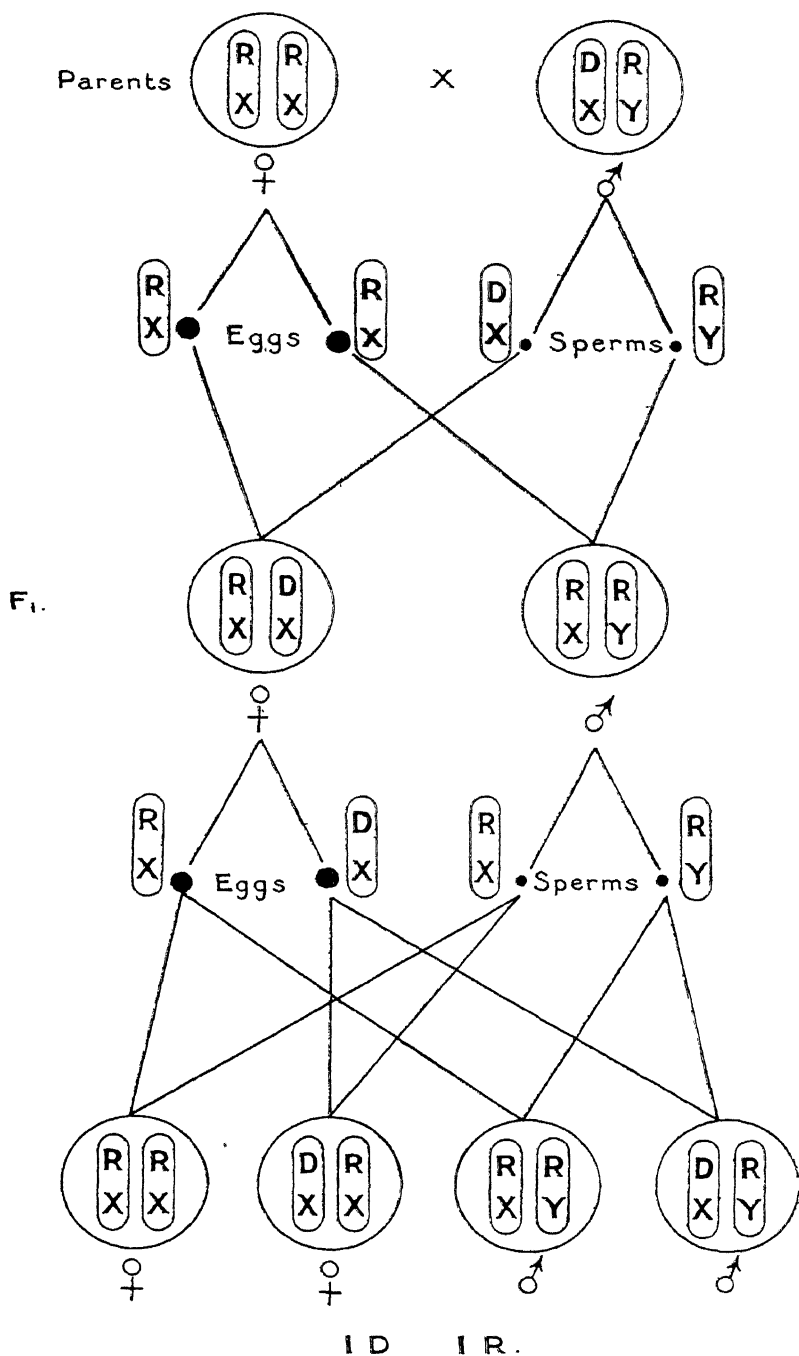 R R D R
Parents X X × X Y
♀ ♂
R R D R
X Eggs X X Sperms Y
R D R R
F₁. X X X Y
♀ ♂
R D R R
X Eggs X X Sperms Y
R R D R R R D R
X X X X X Y X Y
♀ ♀ ♂ ♂
1 D 1 R.